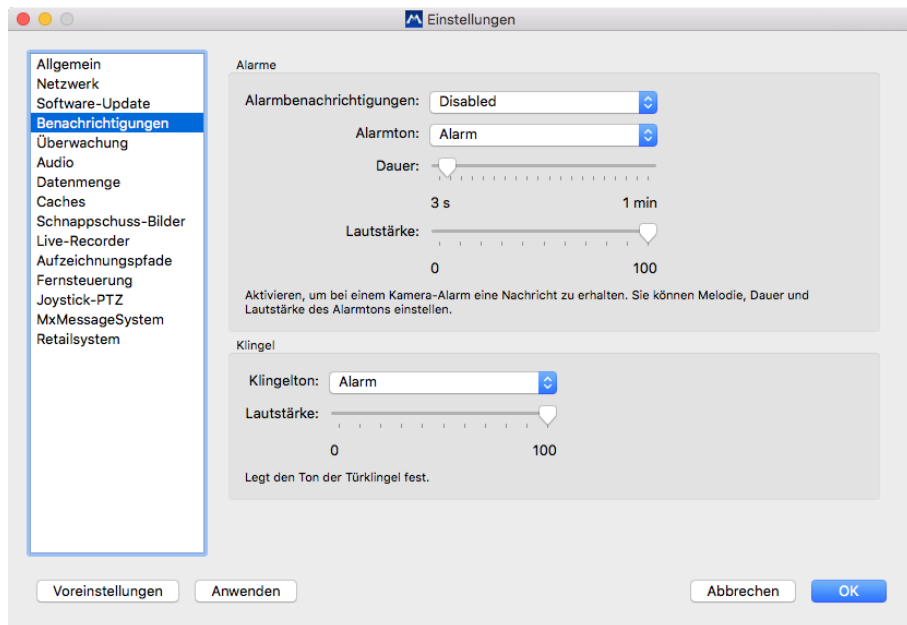 Einstellungen
Allgemein
Netzwerk
Software-Update
Benachrichtigungen
Überwachung
Audio
Datenmenge
Caches
Schnappschuss-Bilder
Live-Recorder
Aufzeichnungspfade
Fernsteuerung
Joystick-PTZ
MxMessageSystem
Retailsystem
Alarme
Alarmbenachrichtigungen: Disabled
Alarmton: Alarm
Dauer:
3 s 1 min
Lautstärke:
0 100
Aktivieren, um bei einem Kamera-Alarm eine Nachricht zu erhalten. Sie können Melodie, Dauer und
Lautstärke des Alarmtons einstellen.
Klingel
Klingelton: Alarm
Lautstärke:
0 100
Legt den Ton der Türklingel fest.
Voreinstellungen Anwenden Abbrechen OK